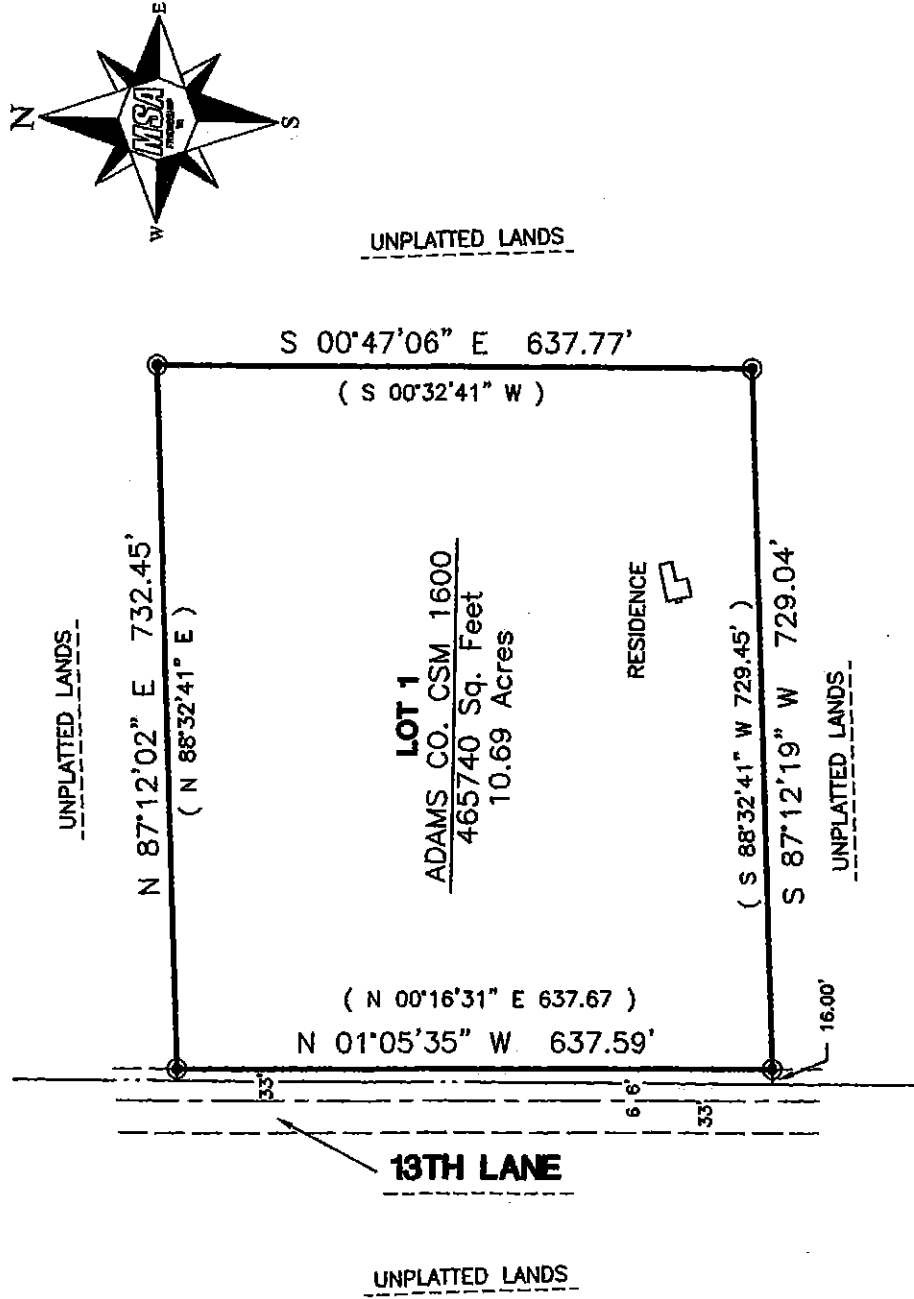 N
E
MSA
W
S
UNPLATTED LANDS
UNPLATTED LANDS
S 00°47'06" E 637.77'
( S 00°32'41" W )
N 87°12'02" E 732.45'
( N 88°32'41" E )
LOT 1
ADAMS CO. CSM 1600
465740 Sq. Feet
10.69 Acres
RESIDENCE
( S 88°32'41" W 729.45' )
S 87°12'19" W 729.04'
UNPLATTED LANDS
( N 00°16'31" E 637.67 )
N 01°05'35" W 637.59'
16.00'
33'
6' 6'
33'
13TH LANE
UNPLATTED LANDS